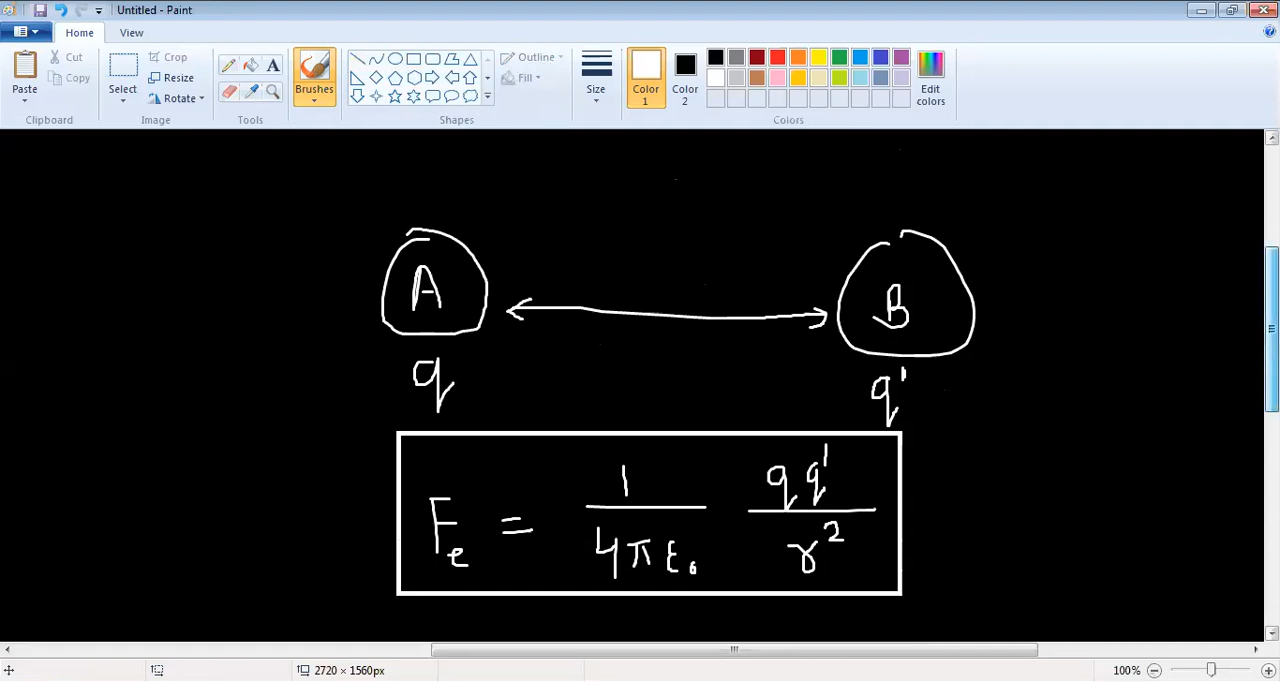 Untitled - Paint
Home View
Paste Cut Copy Select Crop Resize Rotate Brushes Outline Fill Size Color 1 Color 2 Edit colors
Clipboard Image Tools Shapes Colors
A B
q q'
F_e = 1/(4πε₀) qq'/r²
2720 × 1560px 100%